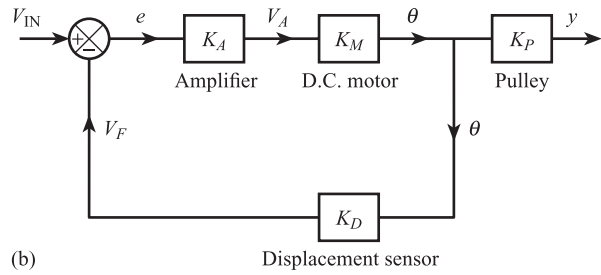 V_IN + − e K_A V_A K_M θ K_P y
Amplifier D.C. motor Pulley
V_F θ
K_D
(b) Displacement sensor